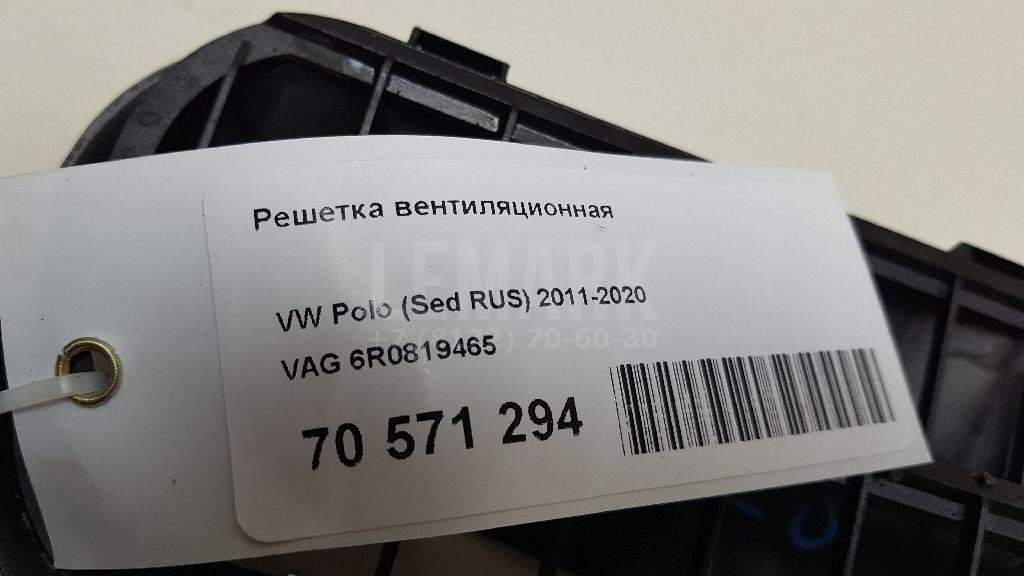 Решетка вентиляционная
LEMARK
VW Polo (Sed RUS) 2011-2020
VAG 6R0819465
70-60-30
70 571 294